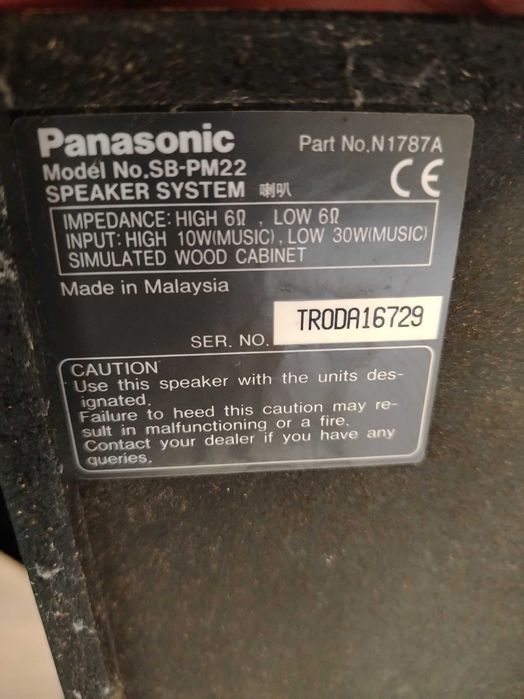 Panasonic
Part No.N1787A
Model No.SB-PM22
SPEAKER SYSTEM 喇叭
CE
IMPEDANCE: HIGH 6Ω , LOW 6Ω
INPUT: HIGH 10W(MUSIC) , LOW 30W(MUSIC)
SIMULATED WOOD CABINET
Made in Malaysia
SER. NO. TR0DA16729
CAUTION
Use this speaker with the units des-
ignated.
Failure to heed this caution may re-
sult in malfunctioning or a fire.
Contact your dealer if you have any
queries.